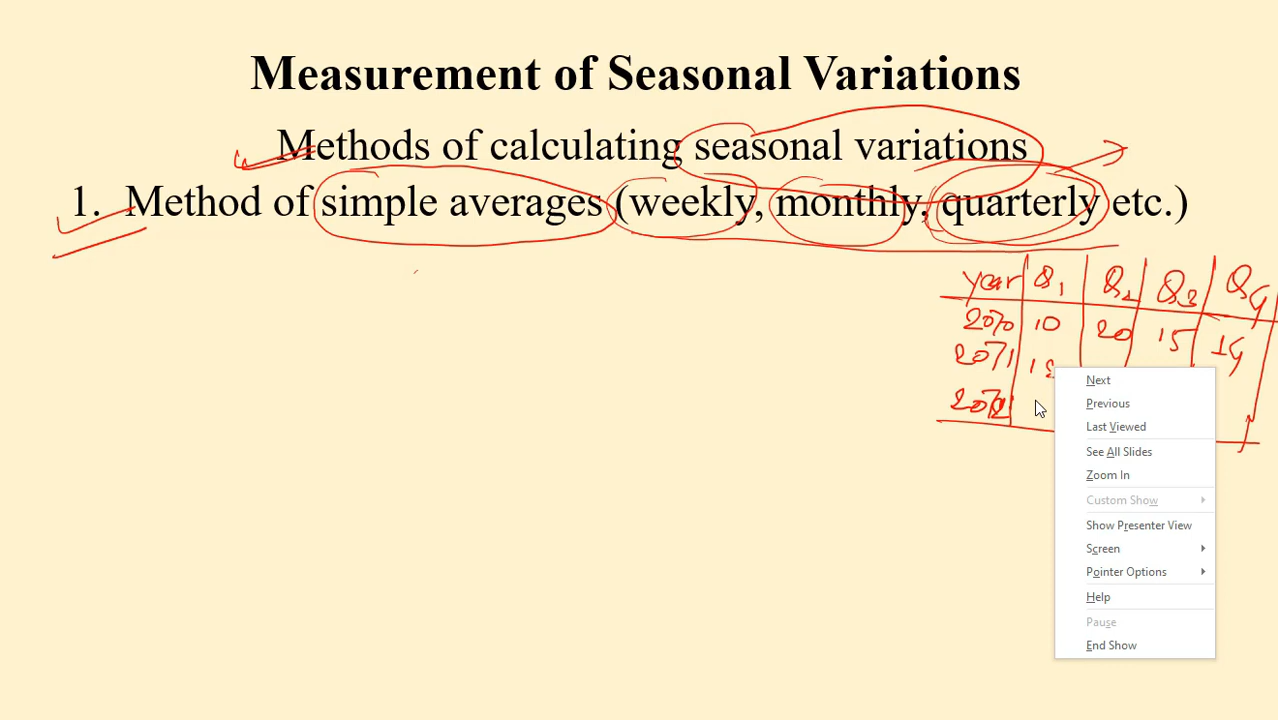 Measurement of Seasonal Variations
Methods of calculating seasonal variations
1. Method of simple averages (weekly, monthly, quarterly etc.)
year Q1 Q2 Q3 Q4
2070 10 20 15 14
2071
Next
Previous
Last Viewed
See All Slides
Zoom In
Custom Show
Show Presenter View
Screen
Pointer Options
Help
Pause
End Show